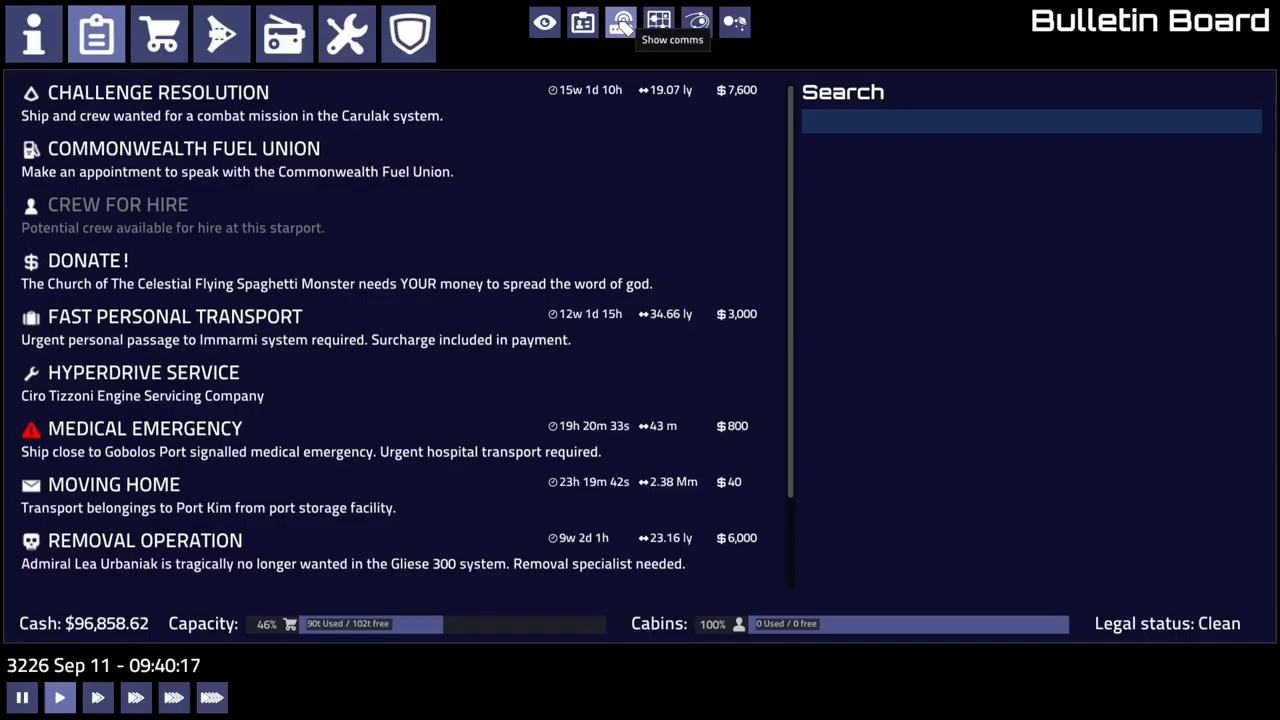 Bulletin Board
Show comms
CHALLENGE RESOLUTION 15w 1d 10h 19.07 ly $7,600
Ship and crew wanted for a combat mission in the Carulak system.
COMMONWEALTH FUEL UNION
Make an appointment to speak with the Commonwealth Fuel Union.
CREW FOR HIRE
Potential crew available for hire at this starport.
DONATE!
The Church of The Celestial Flying Spaghetti Monster needs YOUR money to spread the word of god.
FAST PERSONAL TRANSPORT 12w 1d 15h 34.66 ly $3,000
Urgent personal passage to Immarmi system required. Surcharge included in payment.
HYPERDRIVE SERVICE
Ciro Tizzoni Engine Servicing Company
MEDICAL EMERGENCY 19h 20m 33s 43 m $800
Ship close to Gobolos Port signalled medical emergency. Urgent hospital transport required.
MOVING HOME 23h 19m 42s 2.38 Mm $40
Transport belongings to Port Kim from port storage facility.
REMOVAL OPERATION 9w 2d 1h 23.16 ly $6,000
Admiral Lea Urbaniak is tragically no longer wanted in the Gliese 300 system. Removal specialist needed.
Search
Cash: $96,858.62 Capacity: 46% 90t Used / 102t free Cabins: 100% 0 Used / 0 free Legal status: Clean
3226 Sep 11 - 09:40:17